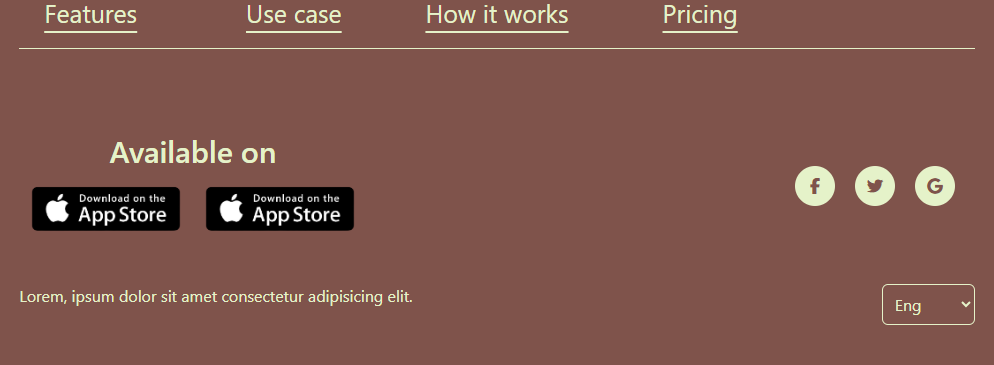 Features Use case How it works Pricing
Available on
Download on the App Store Download on the App Store
Lorem, ipsum dolor sit amet consectetur adipisicing elit.
Eng